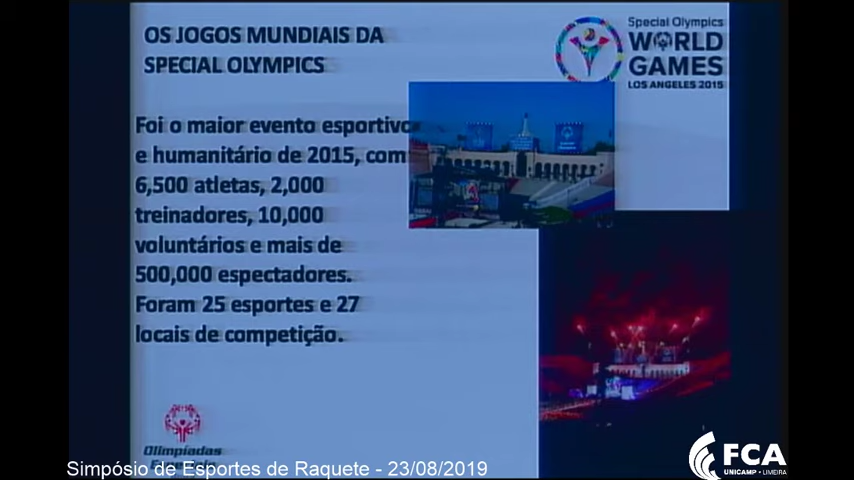 OS JOGOS MUNDIAIS DA
SPECIAL OLYMPICS
Special Olympics
WORLD
GAMES
LOS ANGELES 2015
Foi o maior evento esportivo
e humanitário de 2015, com
6,500 atletas, 2,000
treinadores, 10,000
voluntários e mais de
500,000 espectadores.
Foram 25 esportes e 27
locais de competição.
Olimpíadas
Simpósio de Esportes de Raquete - 23/08/2019
FCA
UNICAMP • LIMEIRA